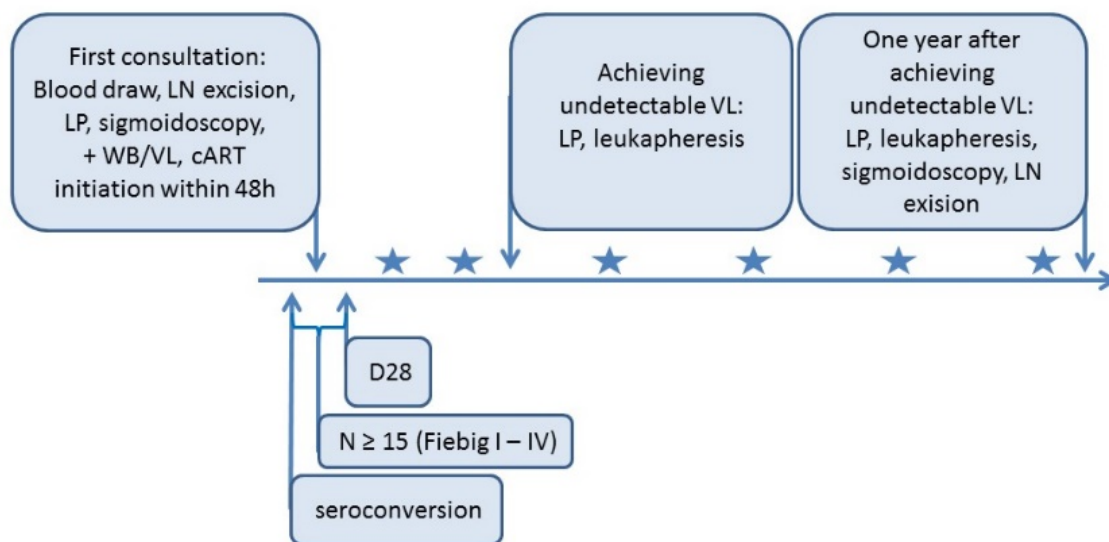 First consultation:
Blood draw, LN excision,
LP, sigmoidoscopy,
+ WB/VL, cART
initiation within 48h
Achieving
undetectable VL:
LP, leukapheresis
One year after
achieving
undetectable VL:
LP, leukapheresis,
sigmoidoscopy, LN
exision
D28
N ≥ 15 (Fiebig I – IV)
seroconversion